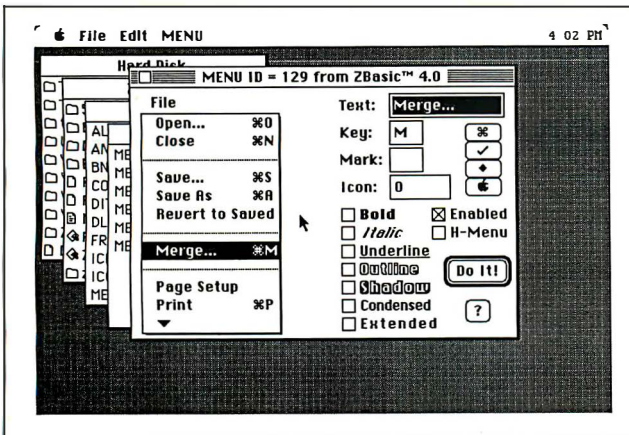 File Edit MENU 4 02 PM
Hard Disk
MENU ID = 129 from ZBasic™ 4.0
File
Open... ⌘O
Close ⌘N
Save... ⌘S
Save As ⌘A
Revert to Saved
Merge... ⌘M
Page Setup
Print ⌘P
Text: Merge...
Key: M
Mark:
Icon: 0
⌘
✓
◆
Bold
Italic
Underline
Outline
Shadow
Condensed
Extended
Enabled
H-Menu
Do It!
?
AL
AN
BN
CO
DI
DL
FR
ICO
ME
ME
ME
ME
ME
ME